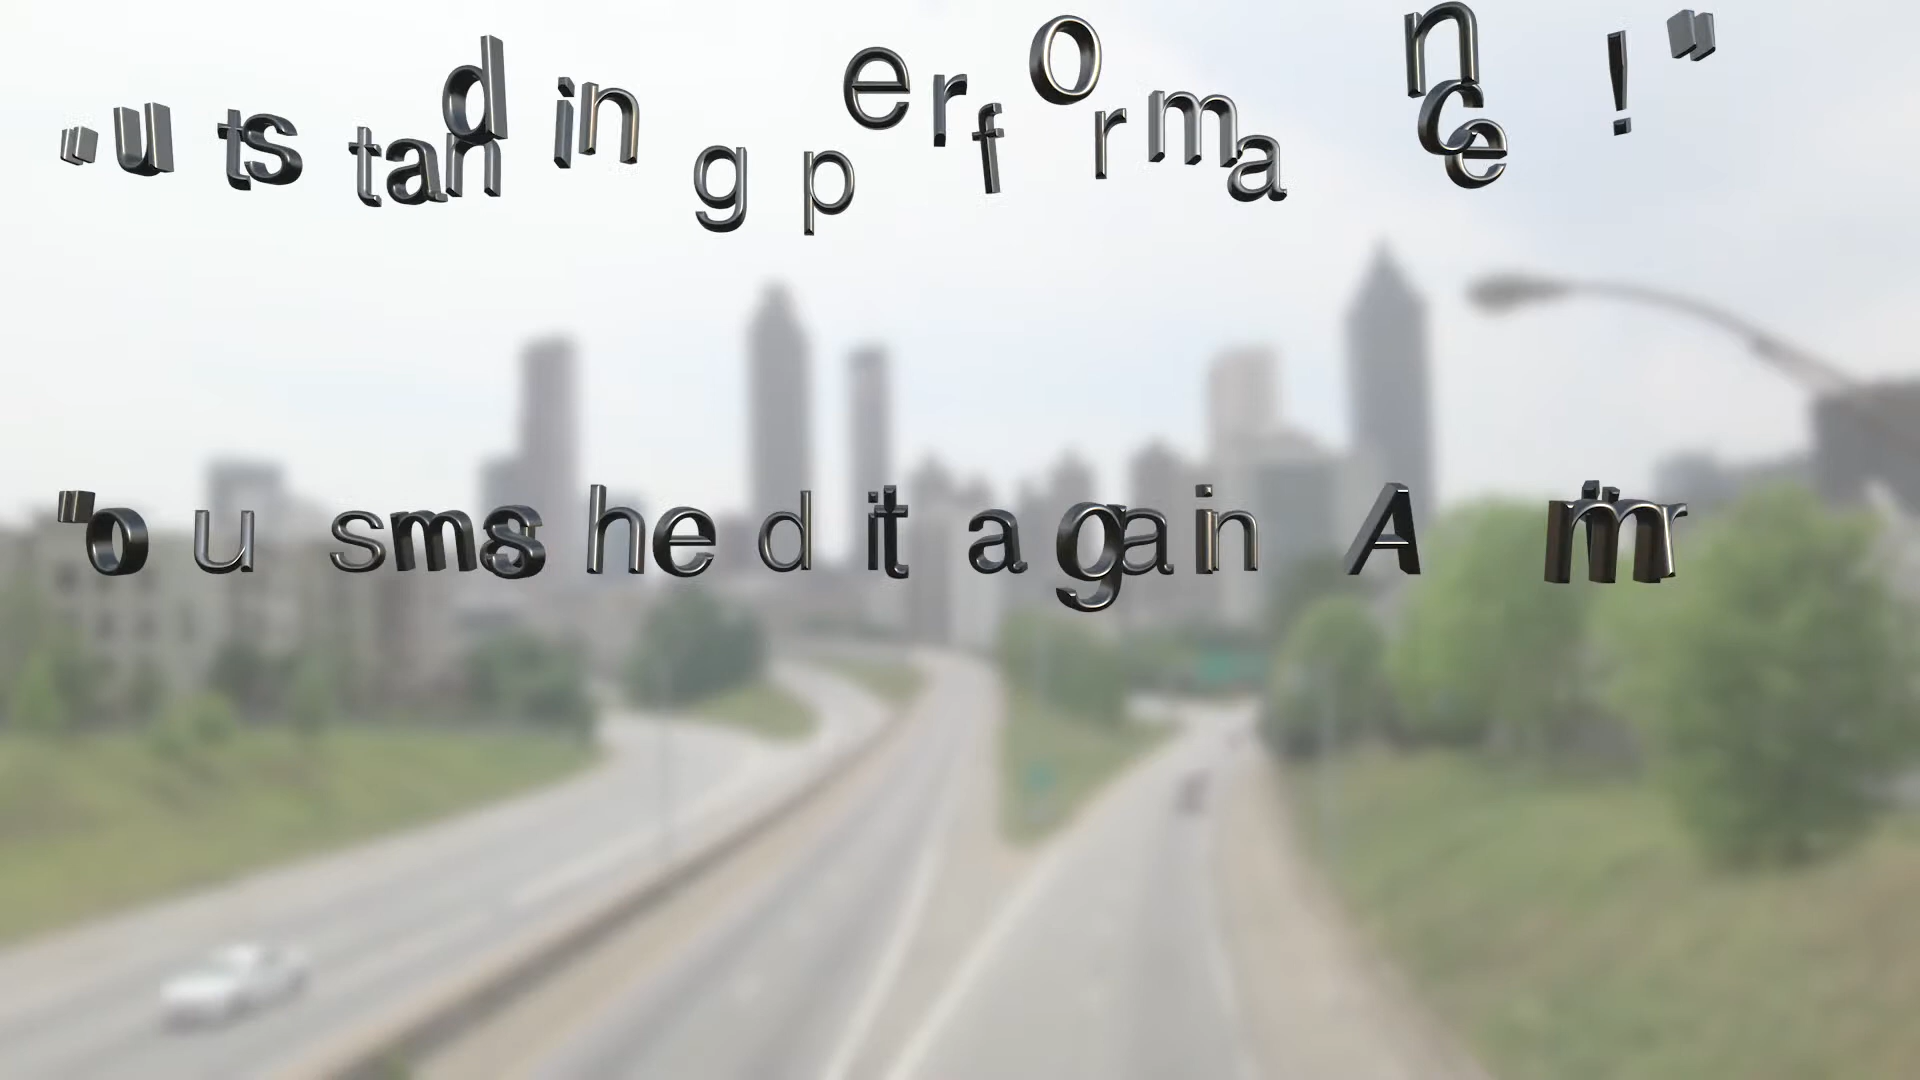 "utstanding performance!"
"ou smashed it again